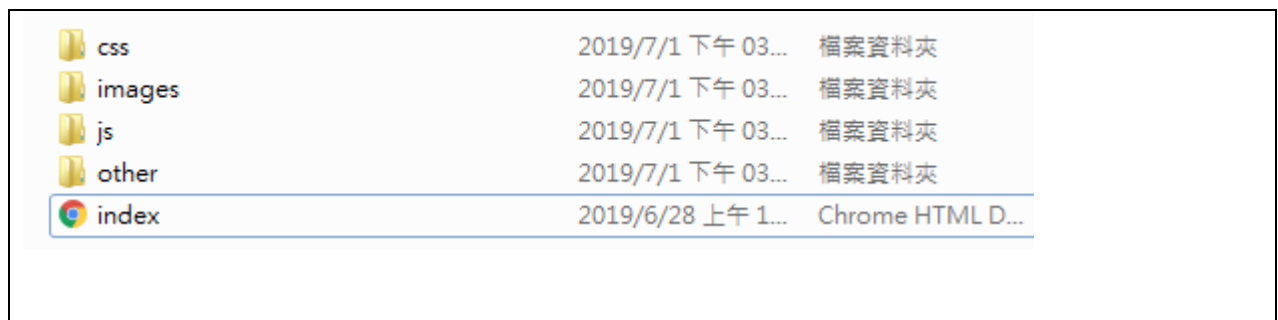 css 2019/7/1 下午 03... 檔案資料夾
images 2019/7/1 下午 03... 檔案資料夾
js 2019/7/1 下午 03... 檔案資料夾
other 2019/7/1 下午 03... 檔案資料夾
index 2019/6/28 上午 1... Chrome HTML D...